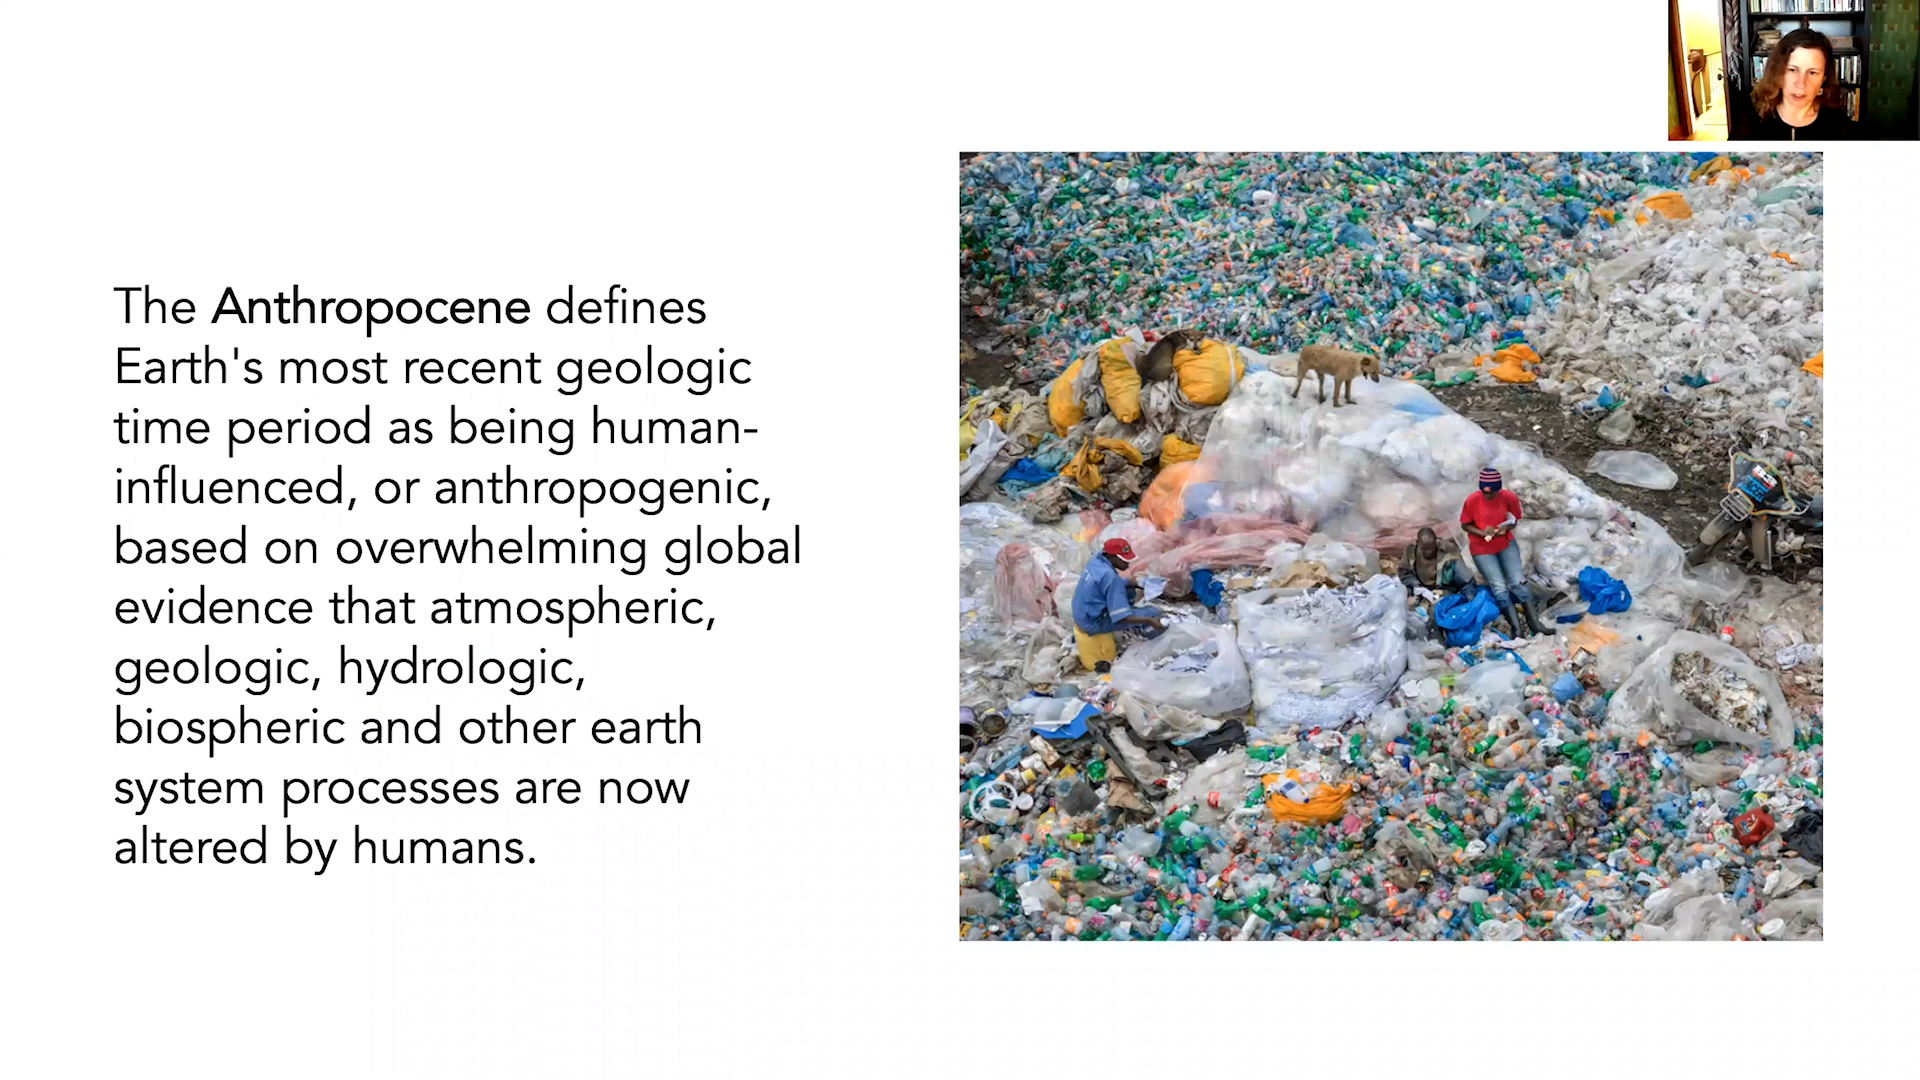 The Anthropocene defines
Earth's most recent geologic
time period as being human-
influenced, or anthropogenic,
based on overwhelming global
evidence that atmospheric,
geologic, hydrologic,
biospheric and other earth
system processes are now
altered by humans.